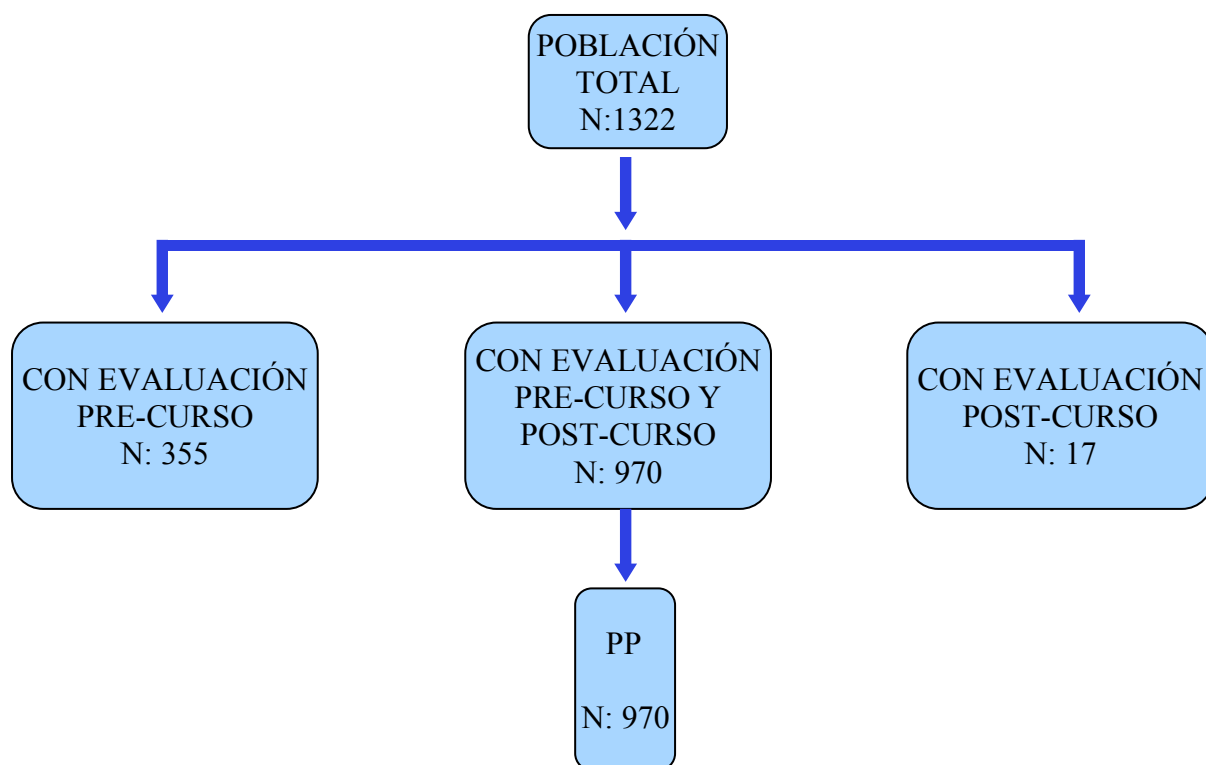 POBLACIÓN
TOTAL
N:1322
CON EVALUACIÓN
PRE-CURSO
N: 355
CON EVALUACIÓN
PRE-CURSO Y
POST-CURSO
N: 970
CON EVALUACIÓN
POST-CURSO
N: 17
PP
N: 970